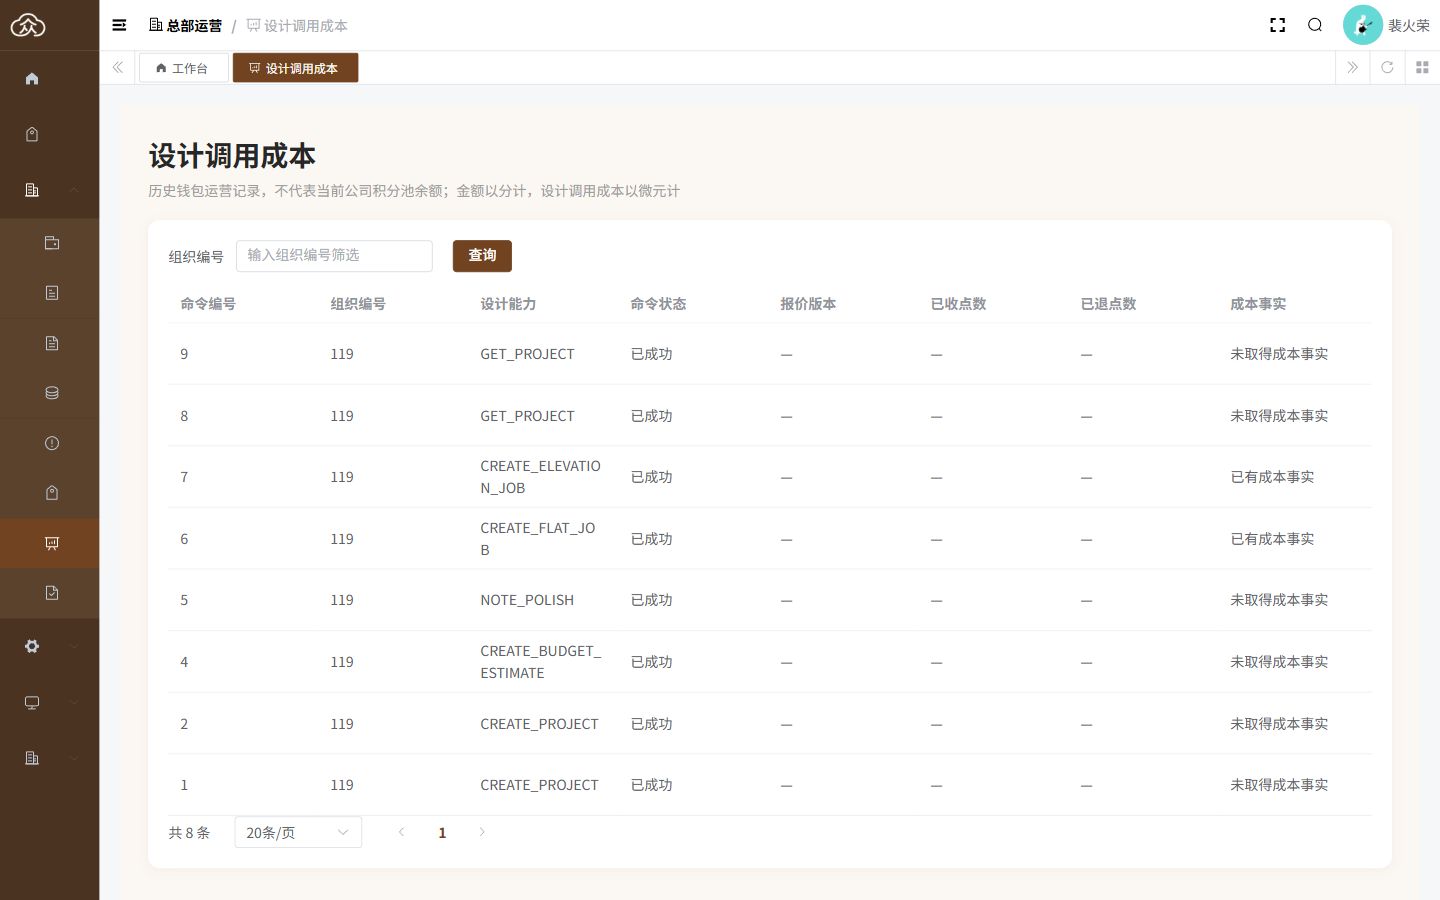 总部运营 / 设计调用成本
裴火荣
工作台
设计调用成本
设计调用成本
历史钱包运营记录，不代表当前公司积分池余额；金额以分计，设计调用成本以微元计
组织编号 输入组织编号筛选 查询
命令编号 组织编号 设计能力 命令状态 报价版本 已收点数 已退点数 成本事实
9 119 GET_PROJECT 已成功 — — — 未取得成本事实
8 119 GET_PROJECT 已成功 — — — 未取得成本事实
7 119 CREATE_ELEVATIO 已成功 — — — 已有成本事实
N_JOB
6 119 CREATE_FLAT_JO 已成功 — — — 已有成本事实
B
5 119 NOTE_POLISH 已成功 — — — 未取得成本事实
4 119 CREATE_BUDGET_ 已成功 — — — 未取得成本事实
ESTIMATE
2 119 CREATE_PROJECT 已成功 — — — 未取得成本事实
1 119 CREATE_PROJECT 已成功 — — — 未取得成本事实
共 8 条 20条/页 1